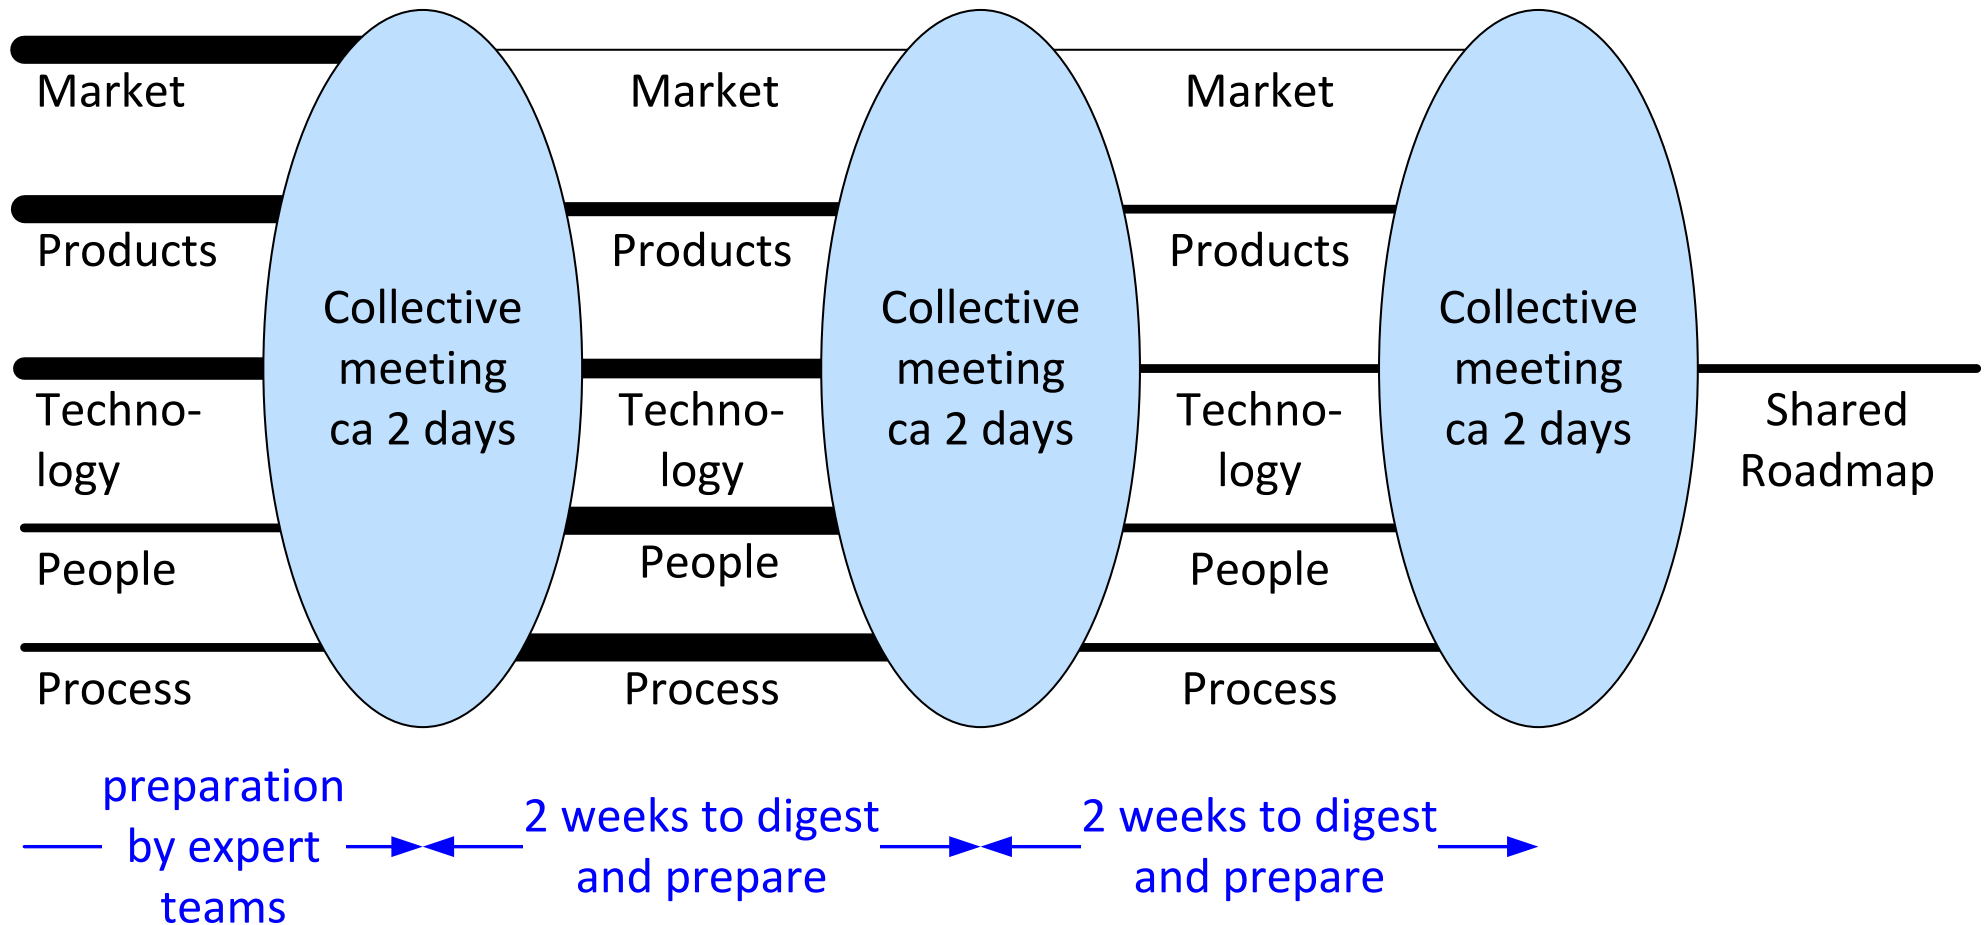 Market
Market
Market
Products
Products
Products
Collective
meeting
ca 2 days
Collective
meeting
ca 2 days
Collective
meeting
ca 2 days
Techno-
logy
Techno-
logy
Techno-
logy
Shared
Roadmap
People
People
People
Process
Process
Process
preparation
by expert
teams
2 weeks to digest
and prepare
2 weeks to digest
and prepare